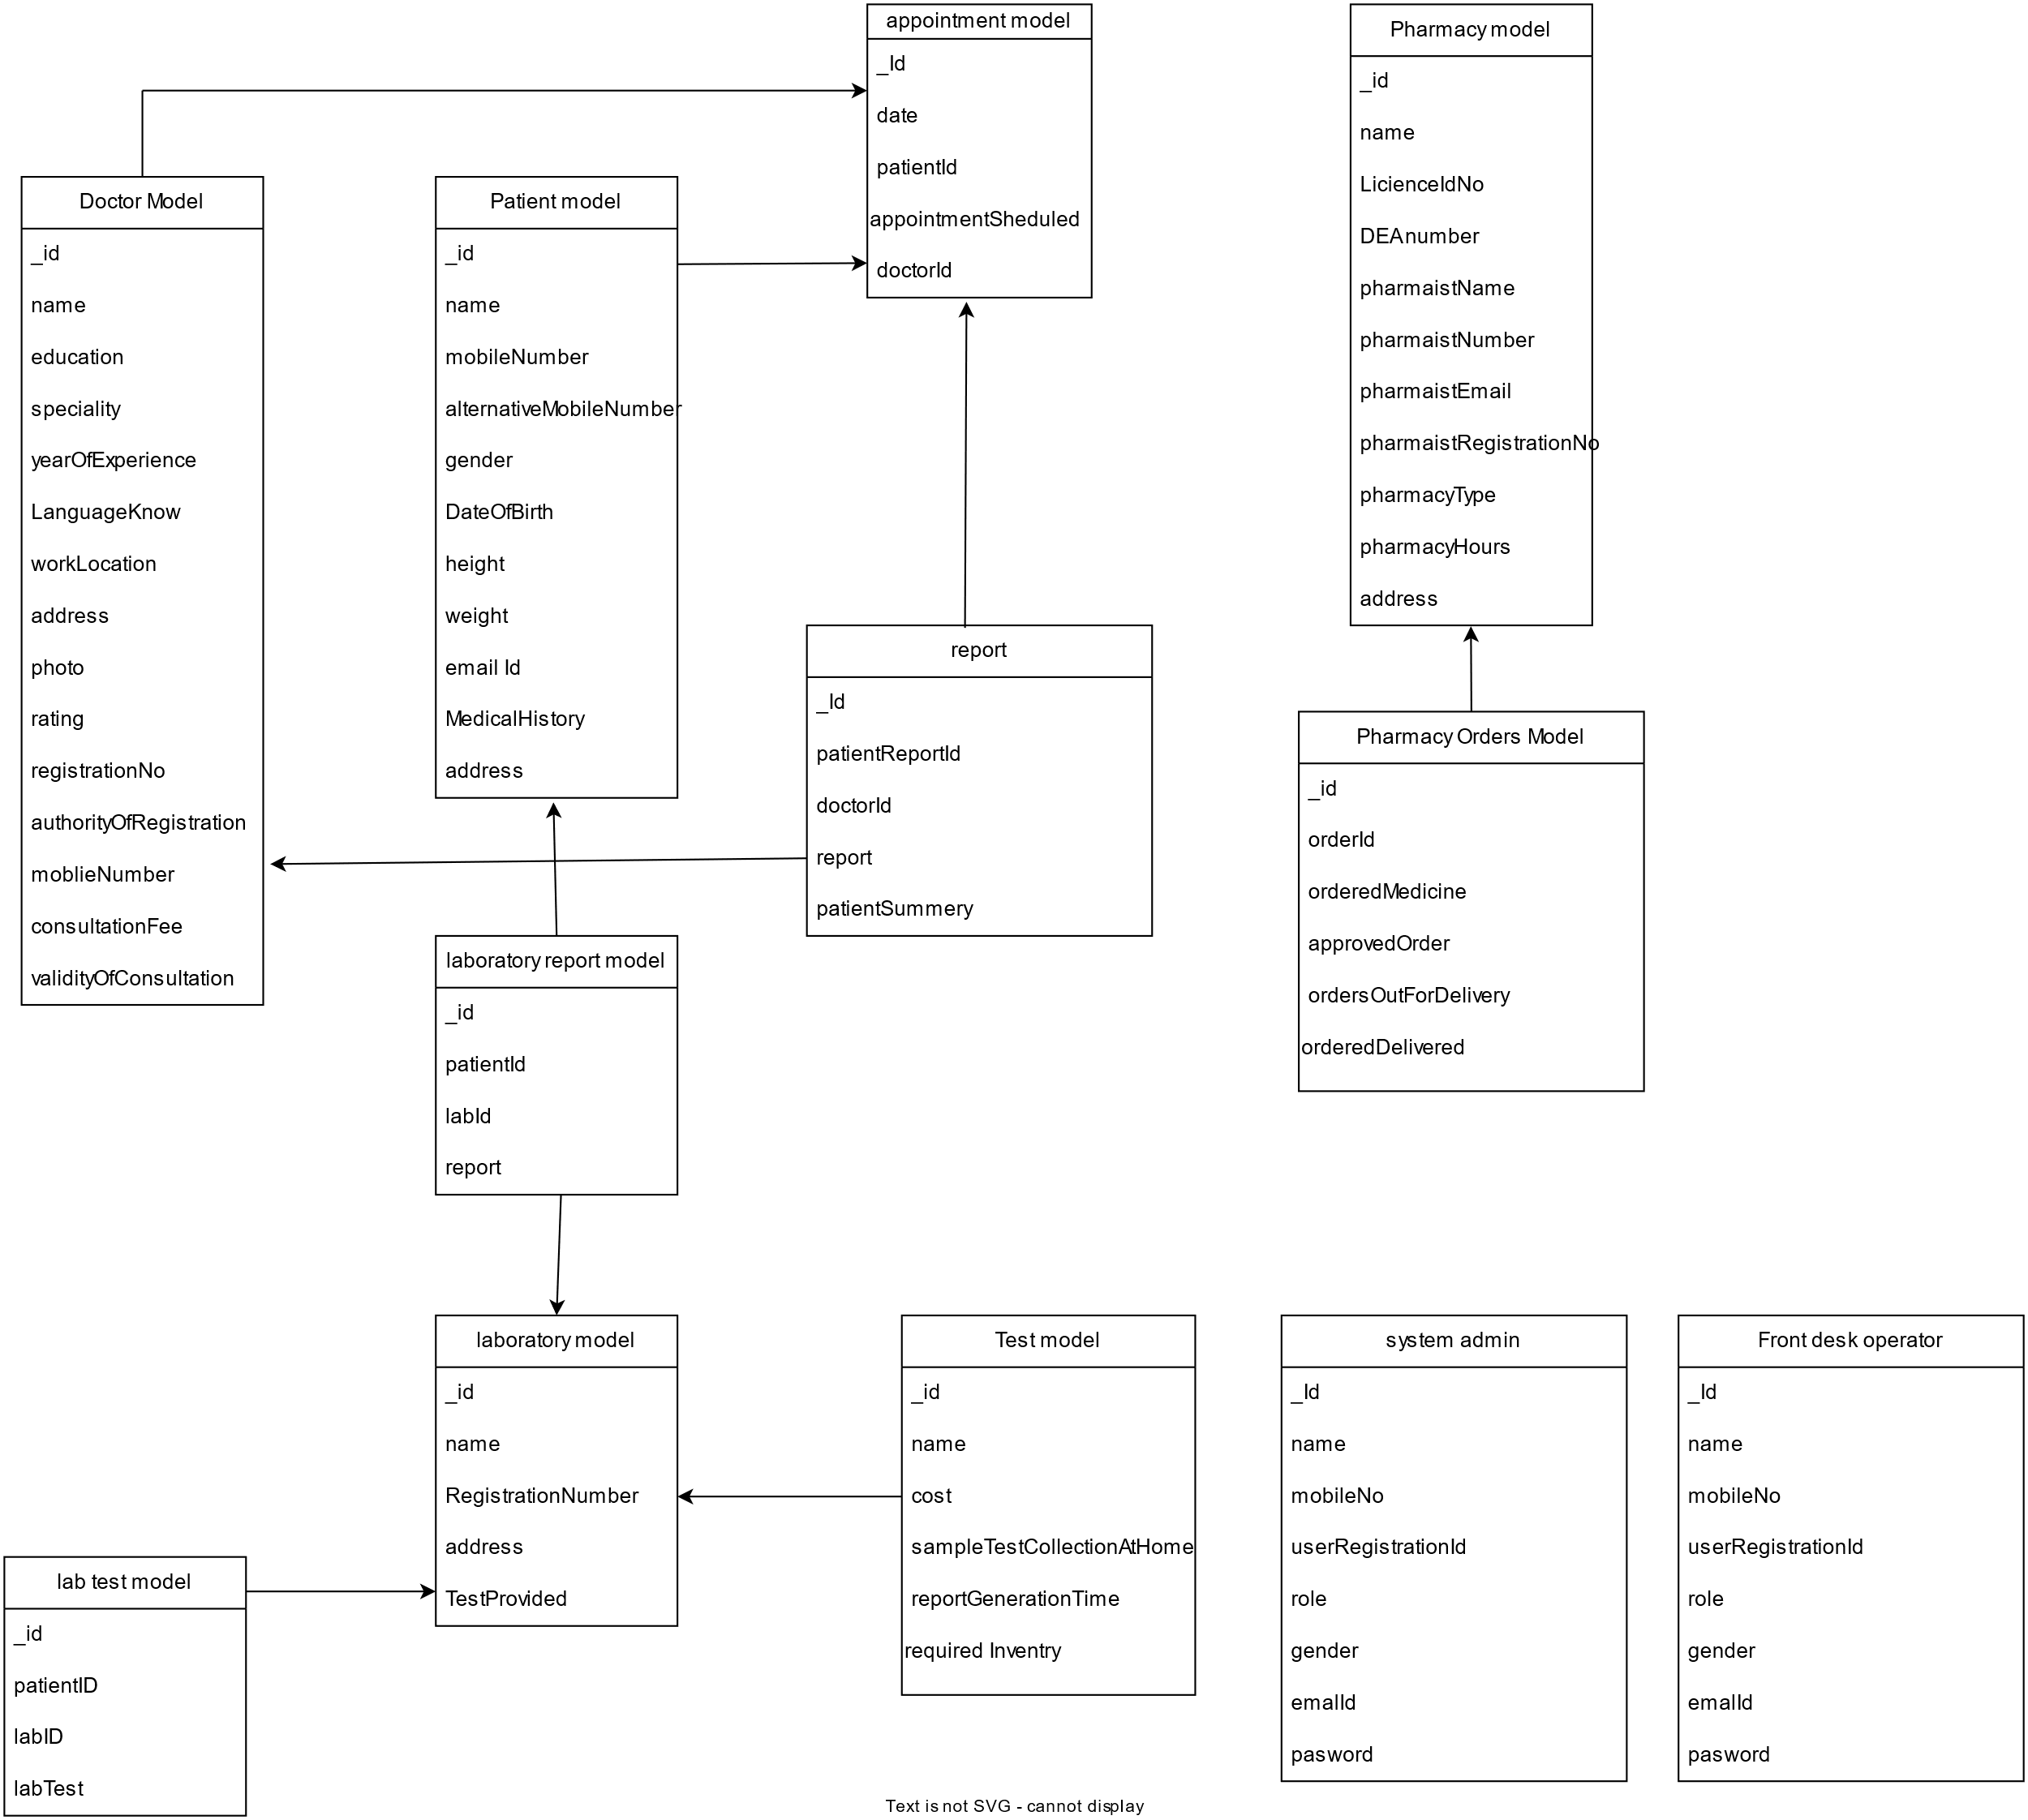 appointment model
_Id
date
patientId
appointmentSheduled
doctorId
Pharmacy model
_id
name
LicienceIdNo
DEAnumber
pharmaistName
pharmaistNumber
pharmaistEmail
pharmaistRegistrationNo
pharmacyType
pharmacyHours
address
Doctor Model
_id
name
education
speciality
yearOfExperience
LanguageKnow
workLocation
address
photo
rating
registrationNo
authorityOfRegistration
moblieNumber
consultationFee
validityOfConsultation
Patient model
_id
name
mobileNumber
alternativeMobileNumber
gender
DateOfBirth
height
weight
email Id
MedicalHistory
address
report
_Id
patientReportId
doctorId
report
patientSummery
Pharmacy Orders Model
_id
orderId
orderedMedicine
approvedOrder
ordersOutForDelivery
orderedDelivered
laboratory report model
_id
patientId
labId
report
laboratory model
_id
name
RegistrationNumber
address
TestProvided
Test model
_id
name
cost
sampleTestCollectionAtHome
reportGenerationTime
required Inventry
system admin
_Id
name
mobileNo
userRegistrationId
role
gender
emalId
pasword
Front desk operator
_Id
name
mobileNo
userRegistrationId
role
gender
emalId
pasword
lab test model
_id
patientID
labID
labTest
Text is not SVG - cannot display